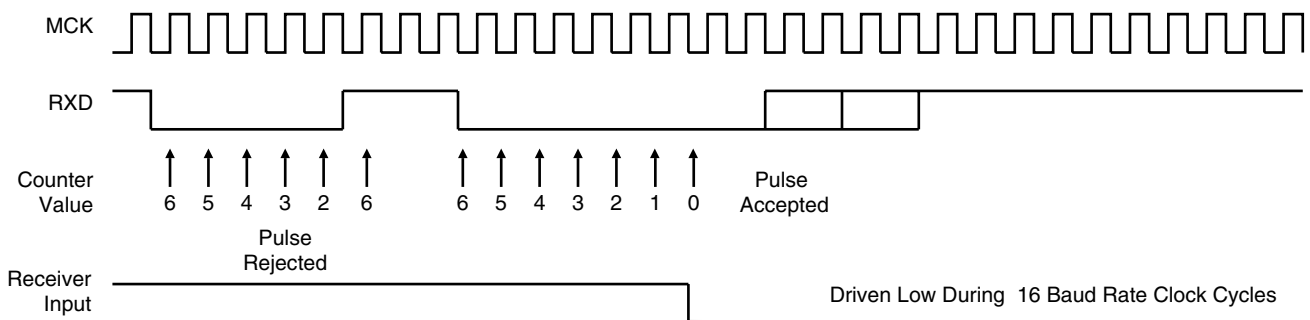 MCK
RXD
Counter
Value
6 5 4 3 2 6 6 5 4 3 2 1 0
Pulse
Accepted
Pulse
Rejected
Receiver
Input
Driven Low During 16 Baud Rate Clock Cycles